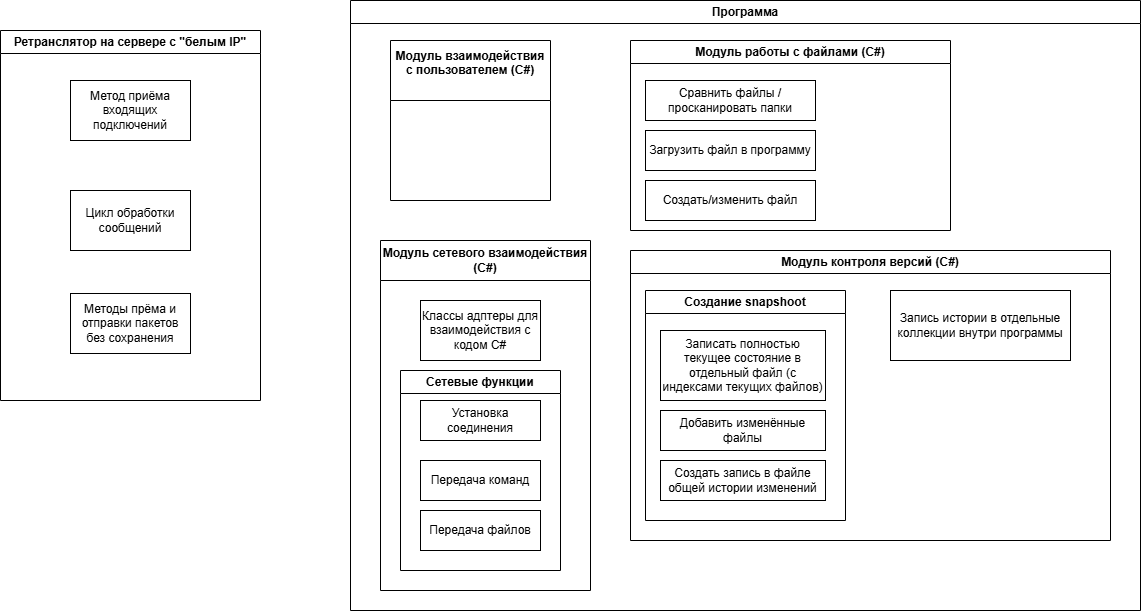 Ретранслятор на сервере с "белым IP"
Метод приёма
входящих
подключений
Цикл обработки
сообщений
Методы прёма и
отправки пакетов
без сохранения
Программа
Модуль взаимодействия
с пользователем (C#)
Модуль работы с файлами (C#)
Сравнить файлы /
просканировать папки
Загрузить файл в программу
Создать/изменить файл
Модуль сетевого взаимодействия
(C#)
Классы адптеры для
взаимодействия с
кодом C#
Сетевые функции
Установка
соединения
Передача команд
Передача файлов
Модуль контроля версий (C#)
Создание snapshoot
Записать полностью
текущее состояние в
отдельный файл (с
индексами текущих файлов)
Добавить изменённые
файлы
Создать запись в файле
общей истории изменений
Запись истории в отдельные
коллекции внутри программы